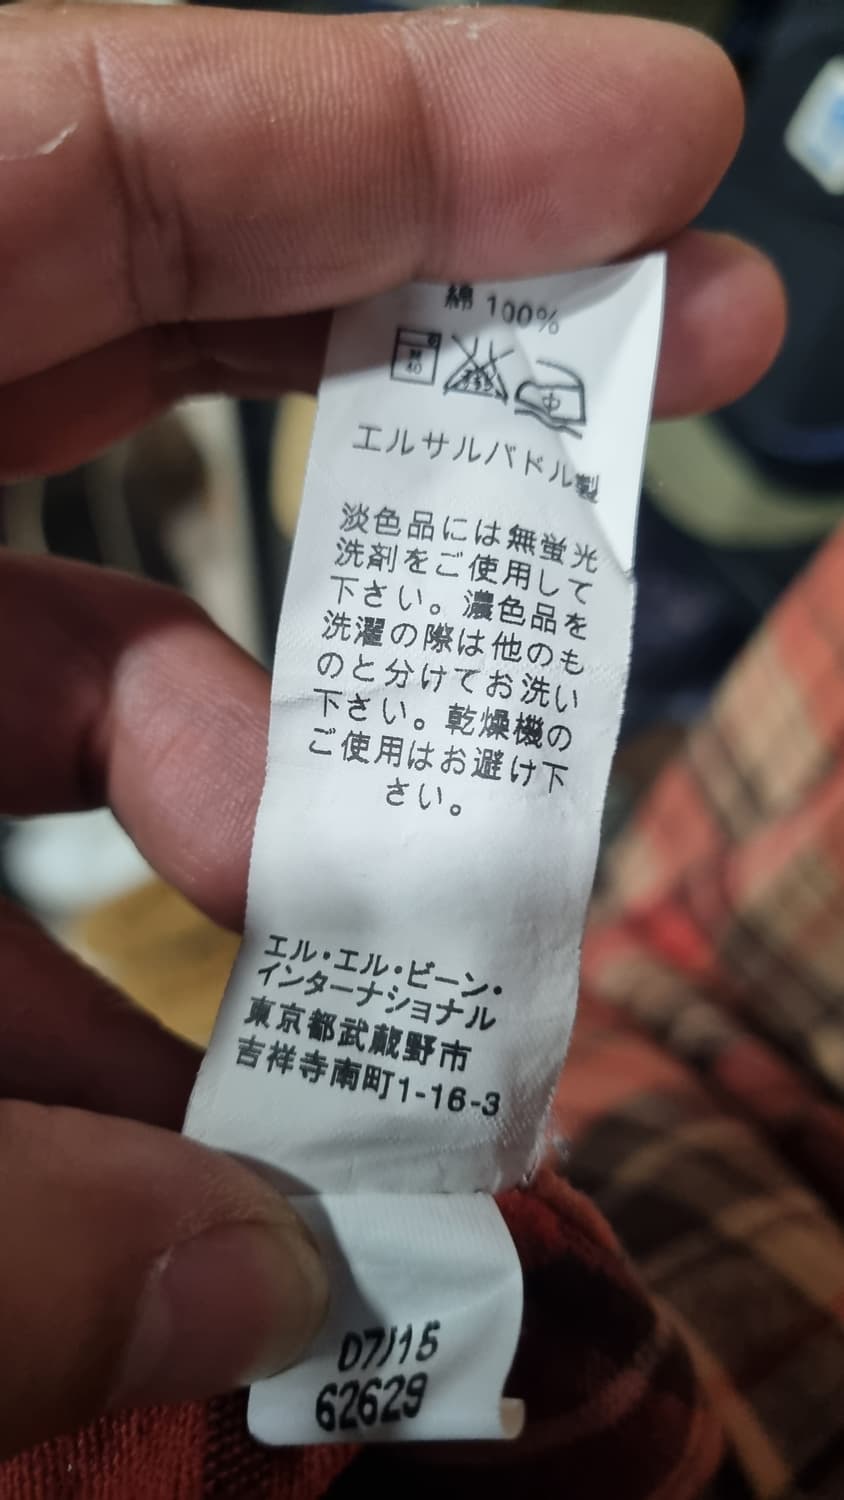 綿 100%
40
中
エルサルバドル製
淡色品には無蛍光
洗剤をご使用して
下さい。濃色品を
洗濯の際は他のも
のと分けてお洗い
下さい。乾燥機の
ご使用はお避け下
さい。
エル・エル・ビーン・
インターナショナル
東京都武蔵野市
吉祥寺南町1-16-3
07/15
62629